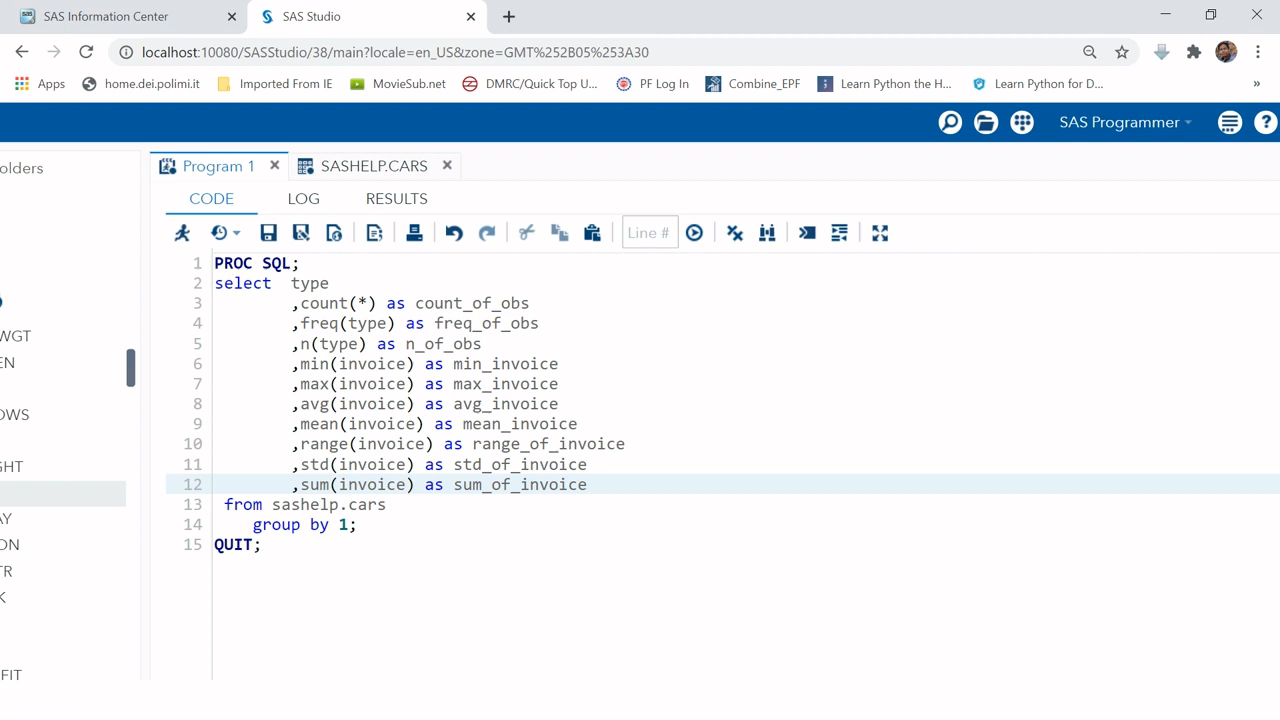 SAS Information Center
SAS Studio
localhost:10080/SASStudio/38/main?locale=en_US&zone=GMT%252B05%253A30
Apps home.dei.polimi.it Imported From IE MovieSub.net DMRC/Quick Top U... PF Log In Combine_EPF Learn Python the H... Learn Python for D... »
SAS Programmer
olders
Program 1 SASHELP.CARS
CODE LOG RESULTS
Line #
1 PROC SQL;
2 select  type
3         ,count(*) as count_of_obs
4         ,freq(type) as freq_of_obs
5         ,n(type) as n_of_obs
6         ,min(invoice) as min_invoice
7         ,max(invoice) as max_invoice
8         ,avg(invoice) as avg_invoice
9         ,mean(invoice) as mean_invoice
10         ,range(invoice) as range_of_invoice
11         ,std(invoice) as std_of_invoice
12         ,sum(invoice) as sum_of_invoice
13  from sashelp.cars
14     group by 1;
15 QUIT;
WGT
EN
OWS
GHT
AY
ON
TR
K
FIT